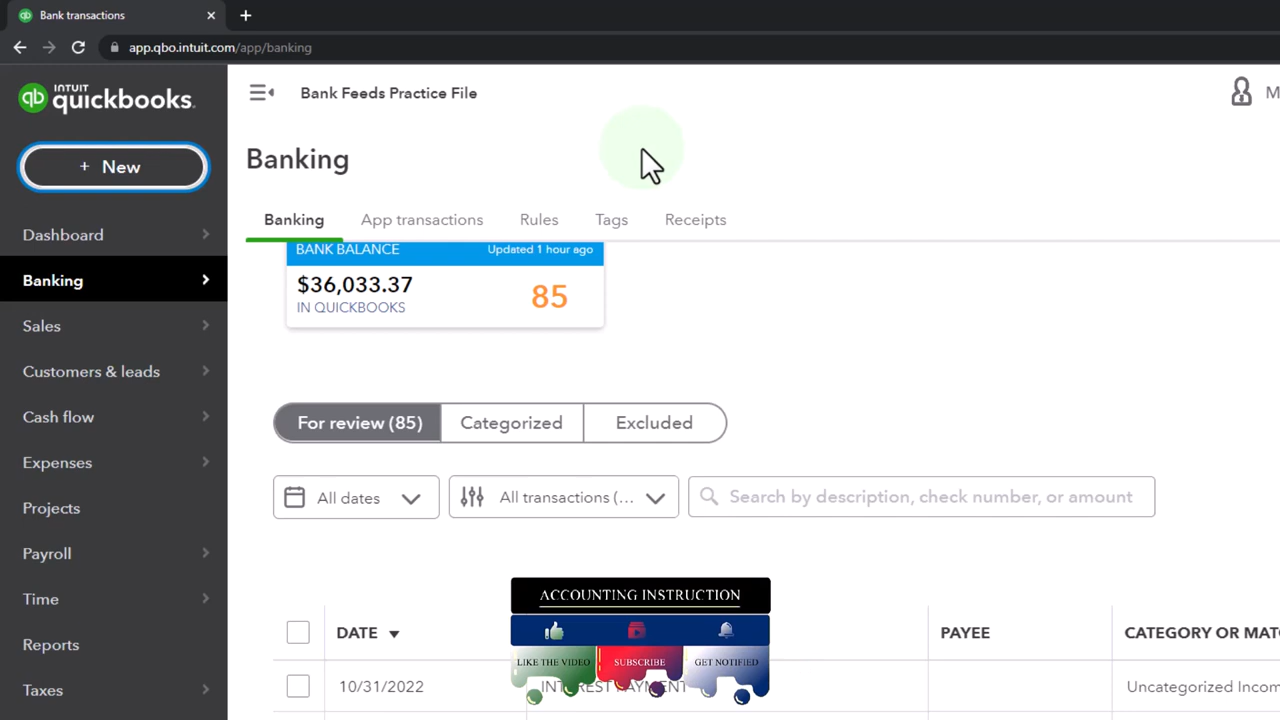 Bank transactions
app.qbo.intuit.com/app/banking
INTUIT
quickbooks.
qb
Bank Feeds Practice File
M
+ New
Banking
Banking App transactions Rules Tags Receipts
Dashboard
Banking
Sales
Customers & leads
Cash flow
Expenses
Projects
Payroll
Time
Reports
Taxes
BANK BALANCE Updated 1 hour ago
$36,033.37 85
IN QUICKBOOKS
For review (85) Categorized Excluded
All dates All transactions (... Search by description, check number, or amount
DATE PAYEE CATEGORY OR MAT
10/31/2022 INTEREST PAYMENT Uncategorized Incom
ACCOUNTING INSTRUCTION
LIKE THE VIDEO SUBSCRIBE GET NOTIFIED